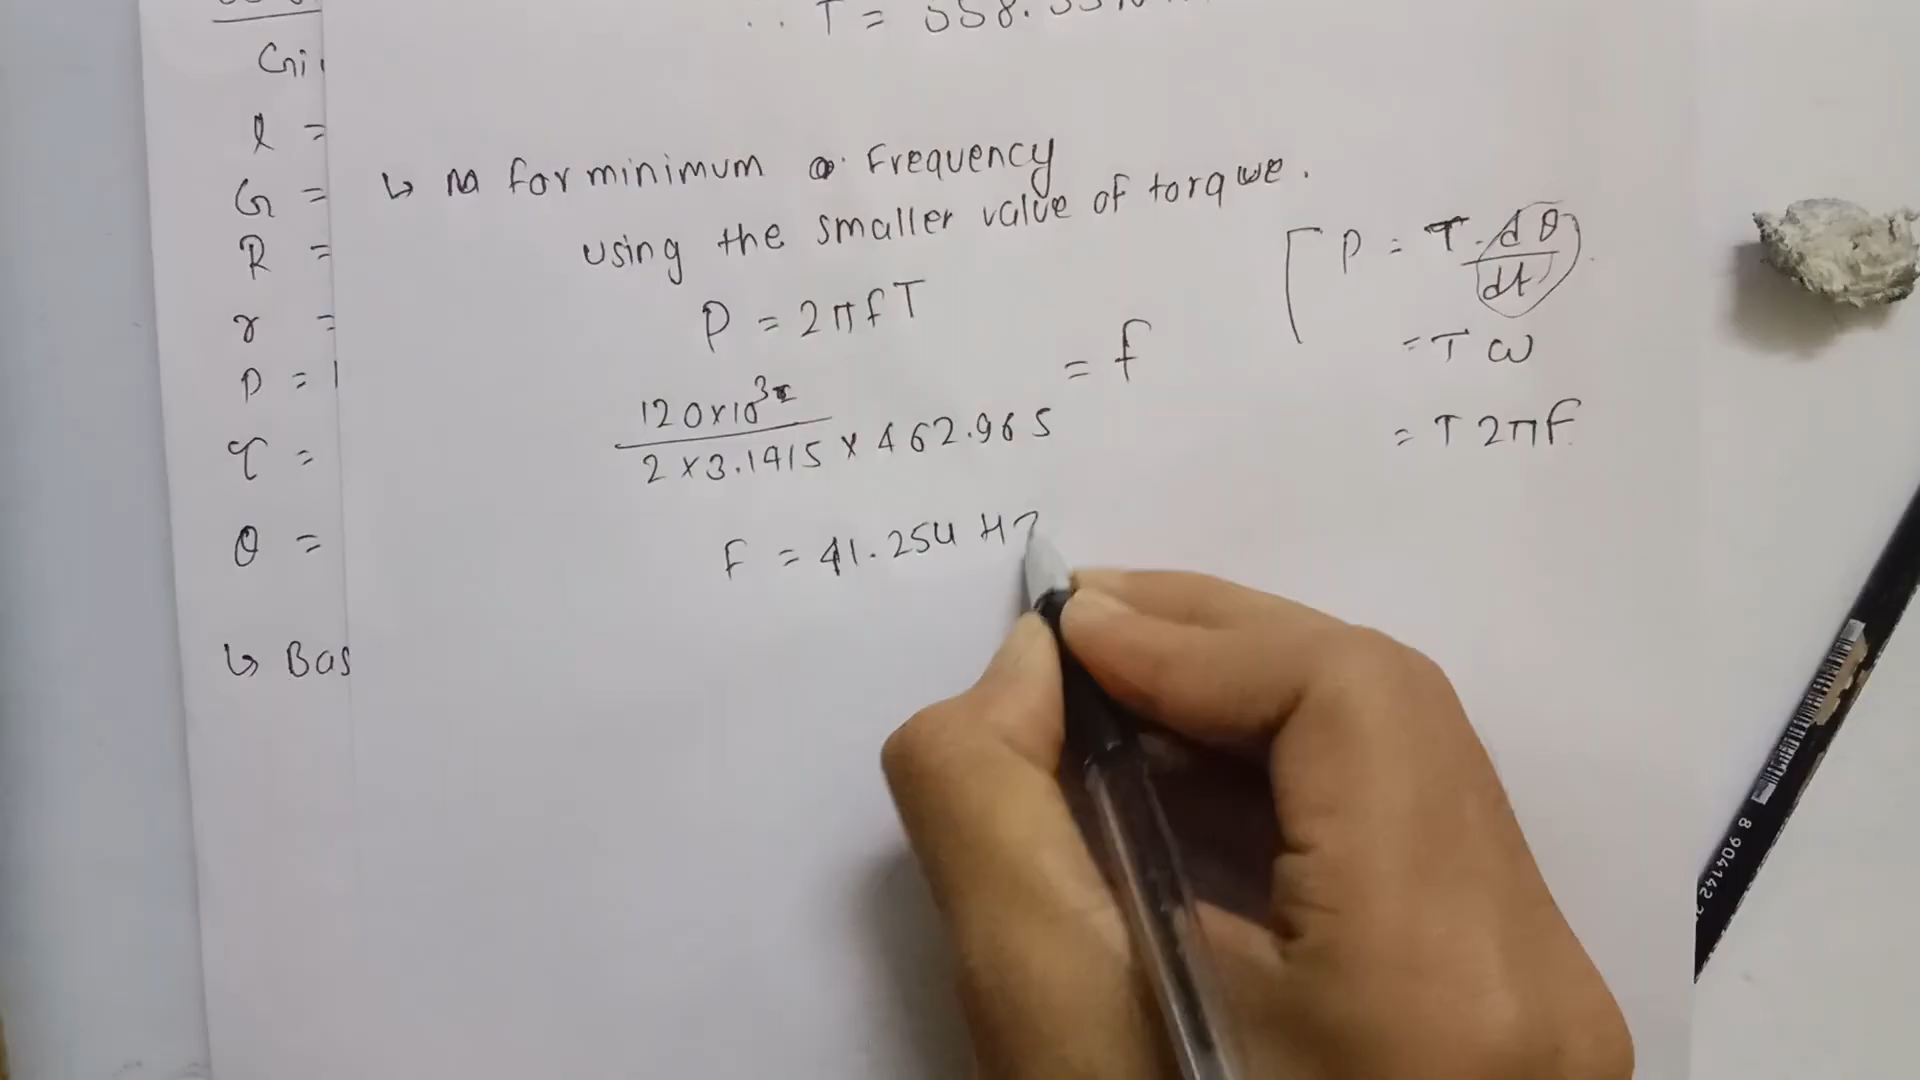 T = 558.
Gi
l =
G =
R =
r =
P = 1
τ =
θ =
↳ Bas
↳ for minimum Frequency
using the smaller value of torque.
P = 2πfT
120×10³ / 2×3.1415 × 462.965 = f
F = 41.254 HZ
[ P = T · dθ/dt
= T ω
= T 2πF
8 904142